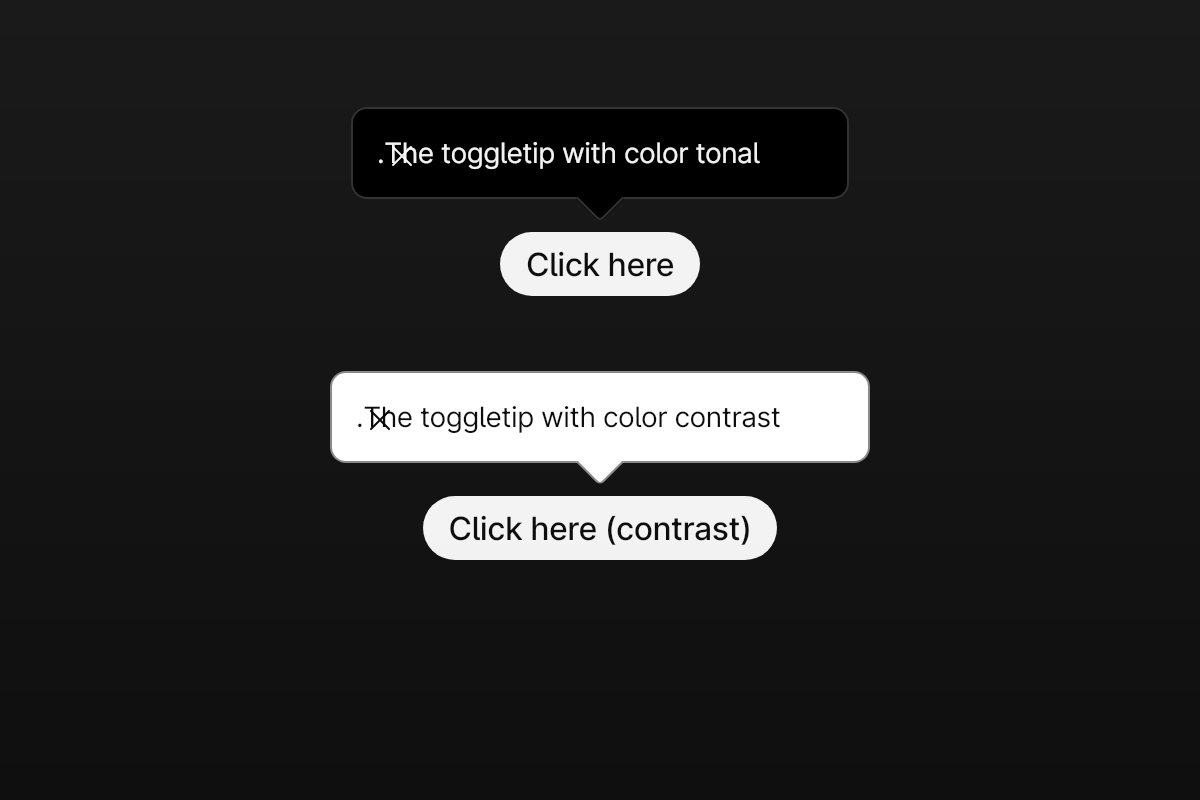 .The toggletip with color tonal
Click here
.The toggletip with color contrast
Click here (contrast)